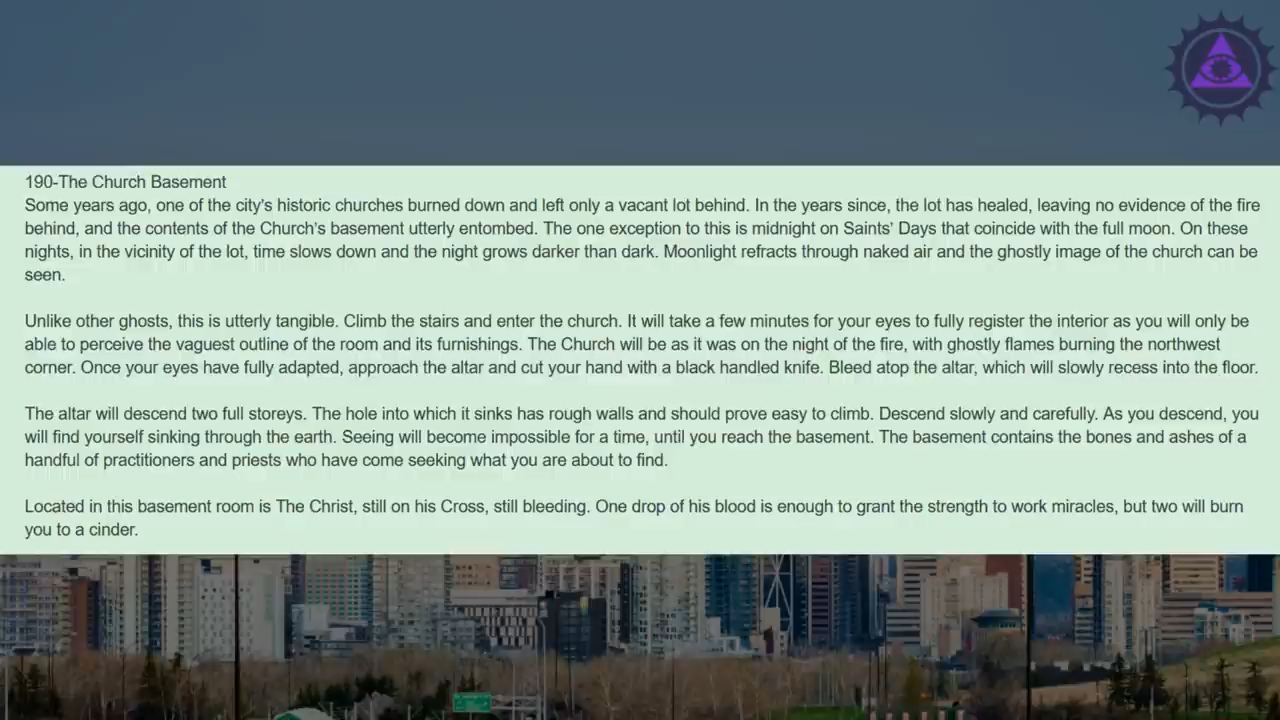 190-The Church Basement
Some years ago, one of the city's historic churches burned down and left only a vacant lot behind. In the years since, the lot has healed, leaving no evidence of the fire
behind, and the contents of the Church's basement utterly entombed. The one exception to this is midnight on Saints' Days that coincide with the full moon. On these
nights, in the vicinity of the lot, time slows down and the night grows darker than dark. Moonlight refracts through naked air and the ghostly image of the church can be
seen.
Unlike other ghosts, this is utterly tangible. Climb the stairs and enter the church. It will take a few minutes for your eyes to fully register the interior as you will only be
able to perceive the vaguest outline of the room and its furnishings. The Church will be as it was on the night of the fire, with ghostly flames burning the northwest
corner. Once your eyes have fully adapted, approach the altar and cut your hand with a black handled knife. Bleed atop the altar, which will slowly recess into the floor.
The altar will descend two full storeys. The hole into which it sinks has rough walls and should prove easy to climb. Descend slowly and carefully. As you descend, you
will find yourself sinking through the earth. Seeing will become impossible for a time, until you reach the basement. The basement contains the bones and ashes of a
handful of practitioners and priests who have come seeking what you are about to find.
Located in this basement room is The Christ, still on his Cross, still bleeding. One drop of his blood is enough to grant the strength to work miracles, but two will burn
you to a cinder.